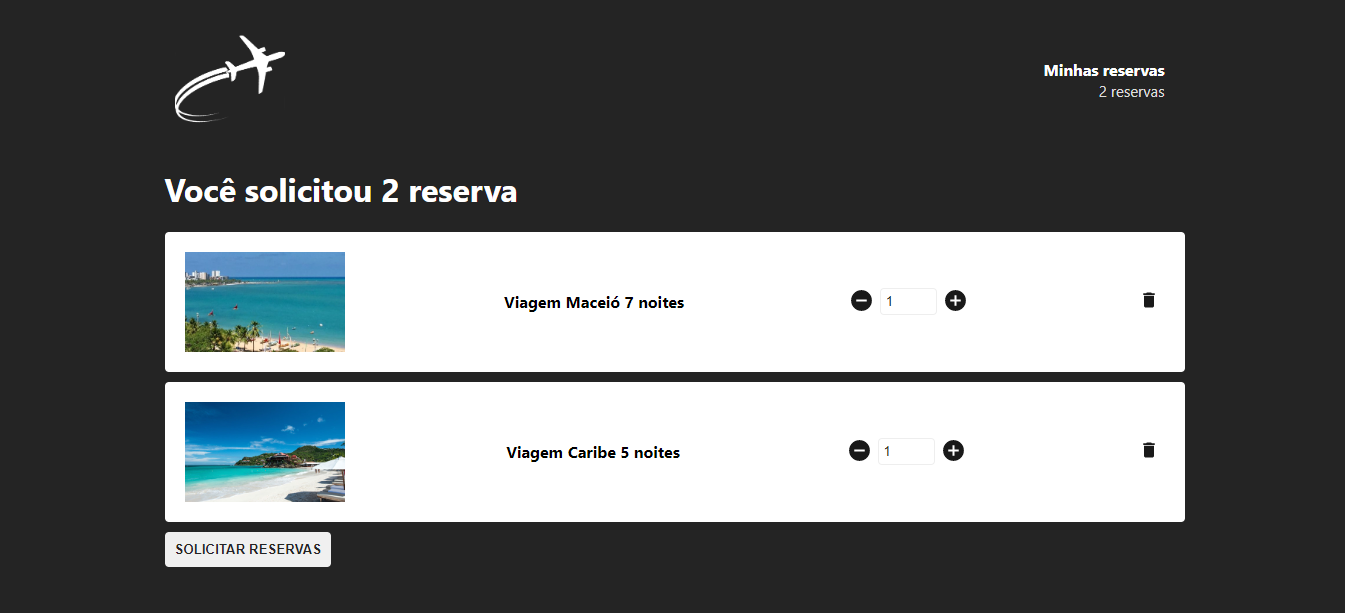 Minhas reservas
2 reservas
Você solicitou 2 reserva
Viagem Maceió 7 noites
1
Viagem Caribe 5 noites
1
SOLICITAR RESERVAS